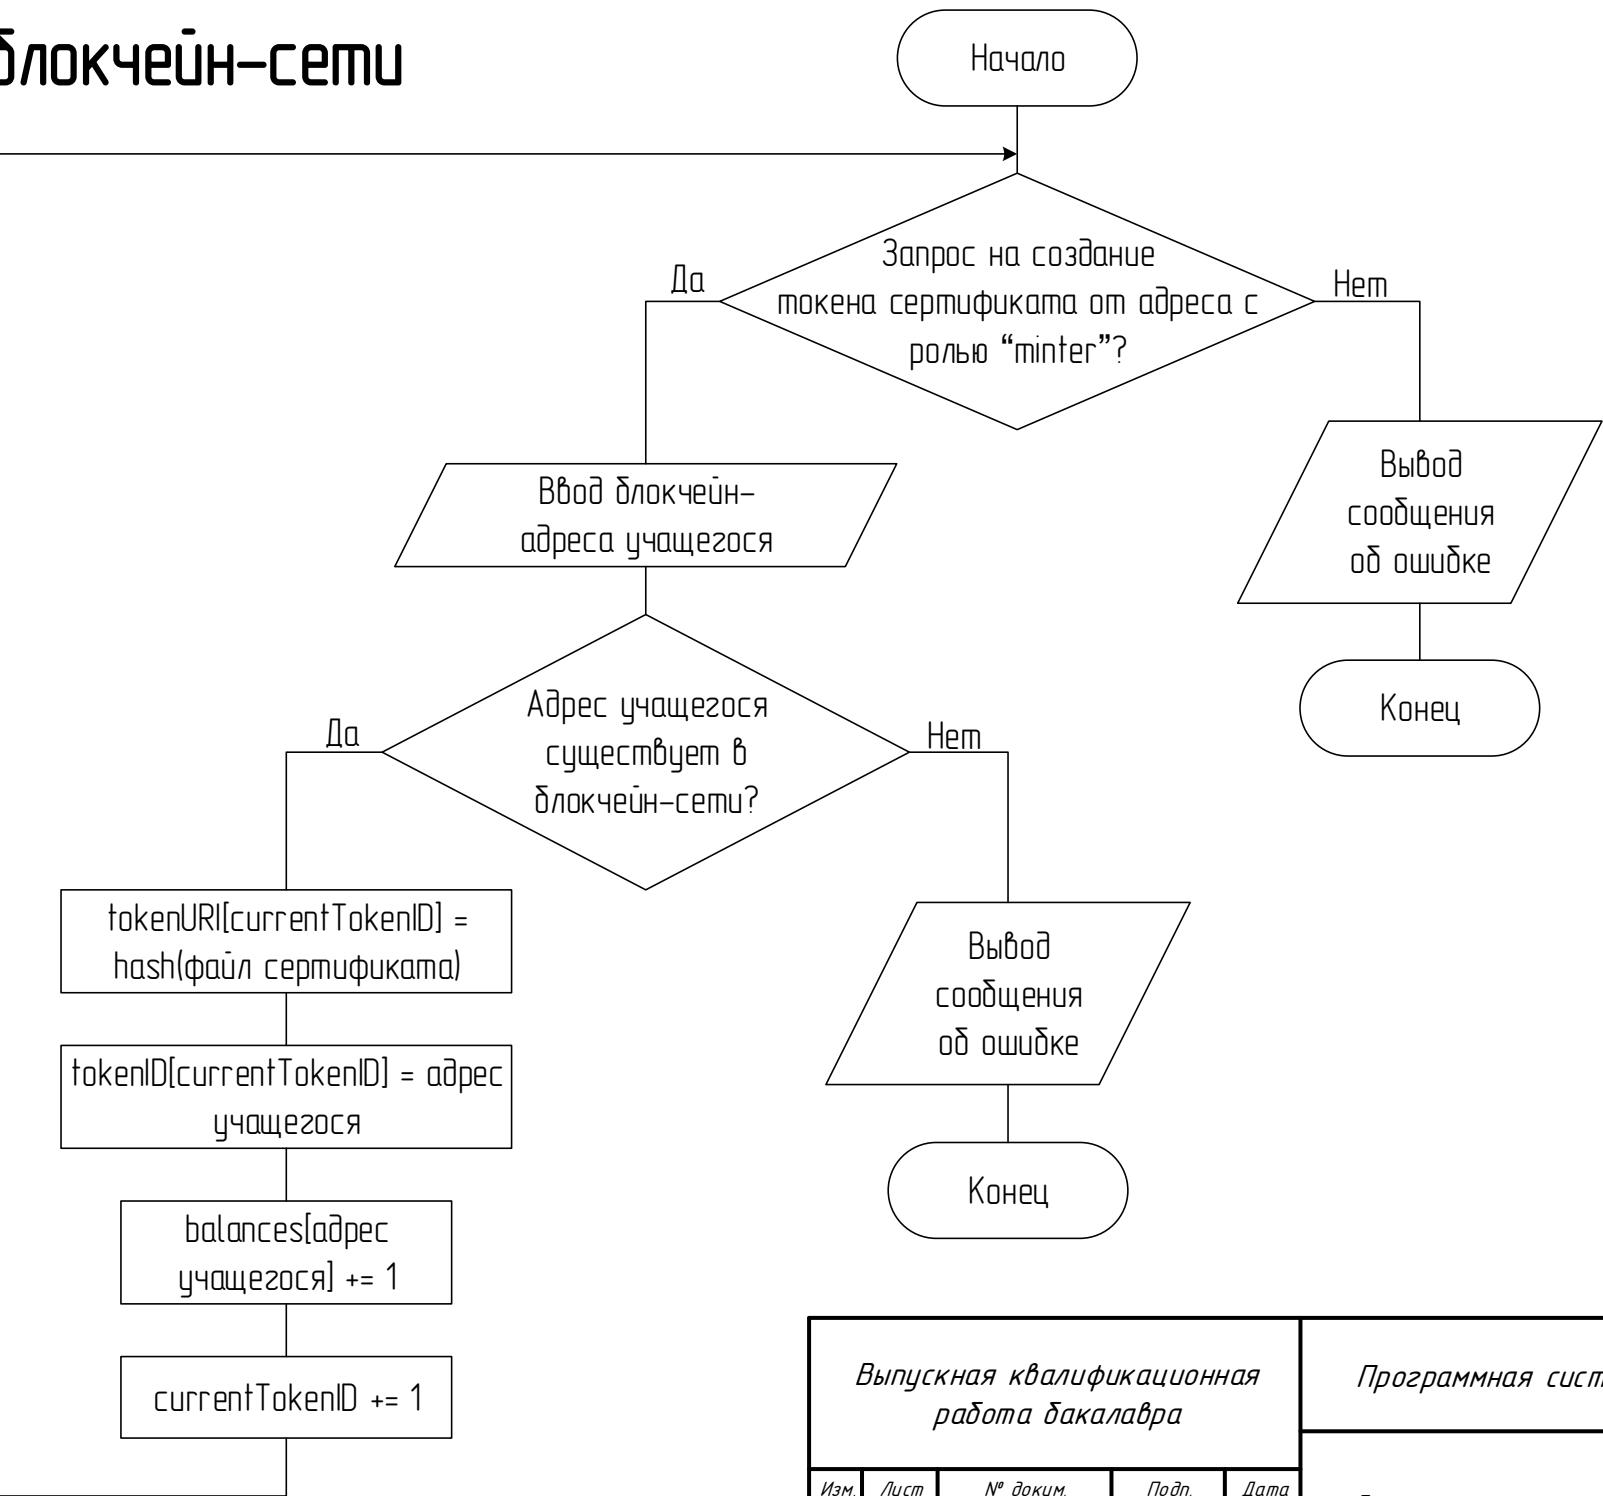 блокчейн-сети
Начало
Запрос на создание
токена сертификата от адреса с
ролью “minter”?
Да
Нет
Ввод блокчейн-
адреса учащегося
Вывод
сообщения
об ошибке
Конец
Адрес учащегося
существует в
блокчейн-сети?
Да
Нет
tokenURI[currentTokenID] =
hash(файл сертификата)
tokenID[currentTokenID] = адрес
учащегося
balances[адрес
учащегося] += 1
currentTokenID += 1
Вывод
сообщения
об ошибке
Конец
Выпускная квалификационная
работа бакалавра
Программная
Изм. Лист № доким. Подп. Дата